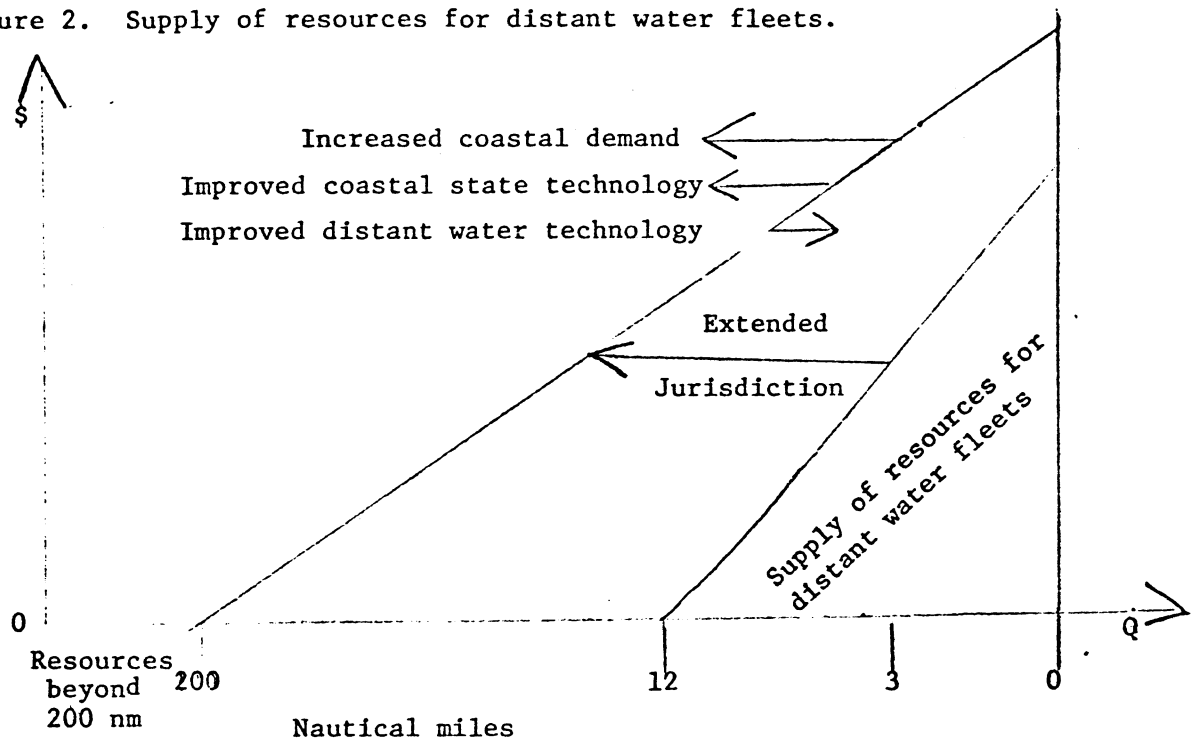 ure 2. Supply of resources for distant water fleets.
$
Increased coastal demand
Improved coastal state technology
Improved distant water technology
Extended
Jurisdiction
Supply of resources for
distant water fleets
0
Q
Resources
beyond
200 nm
200
12
3
0
Nautical miles